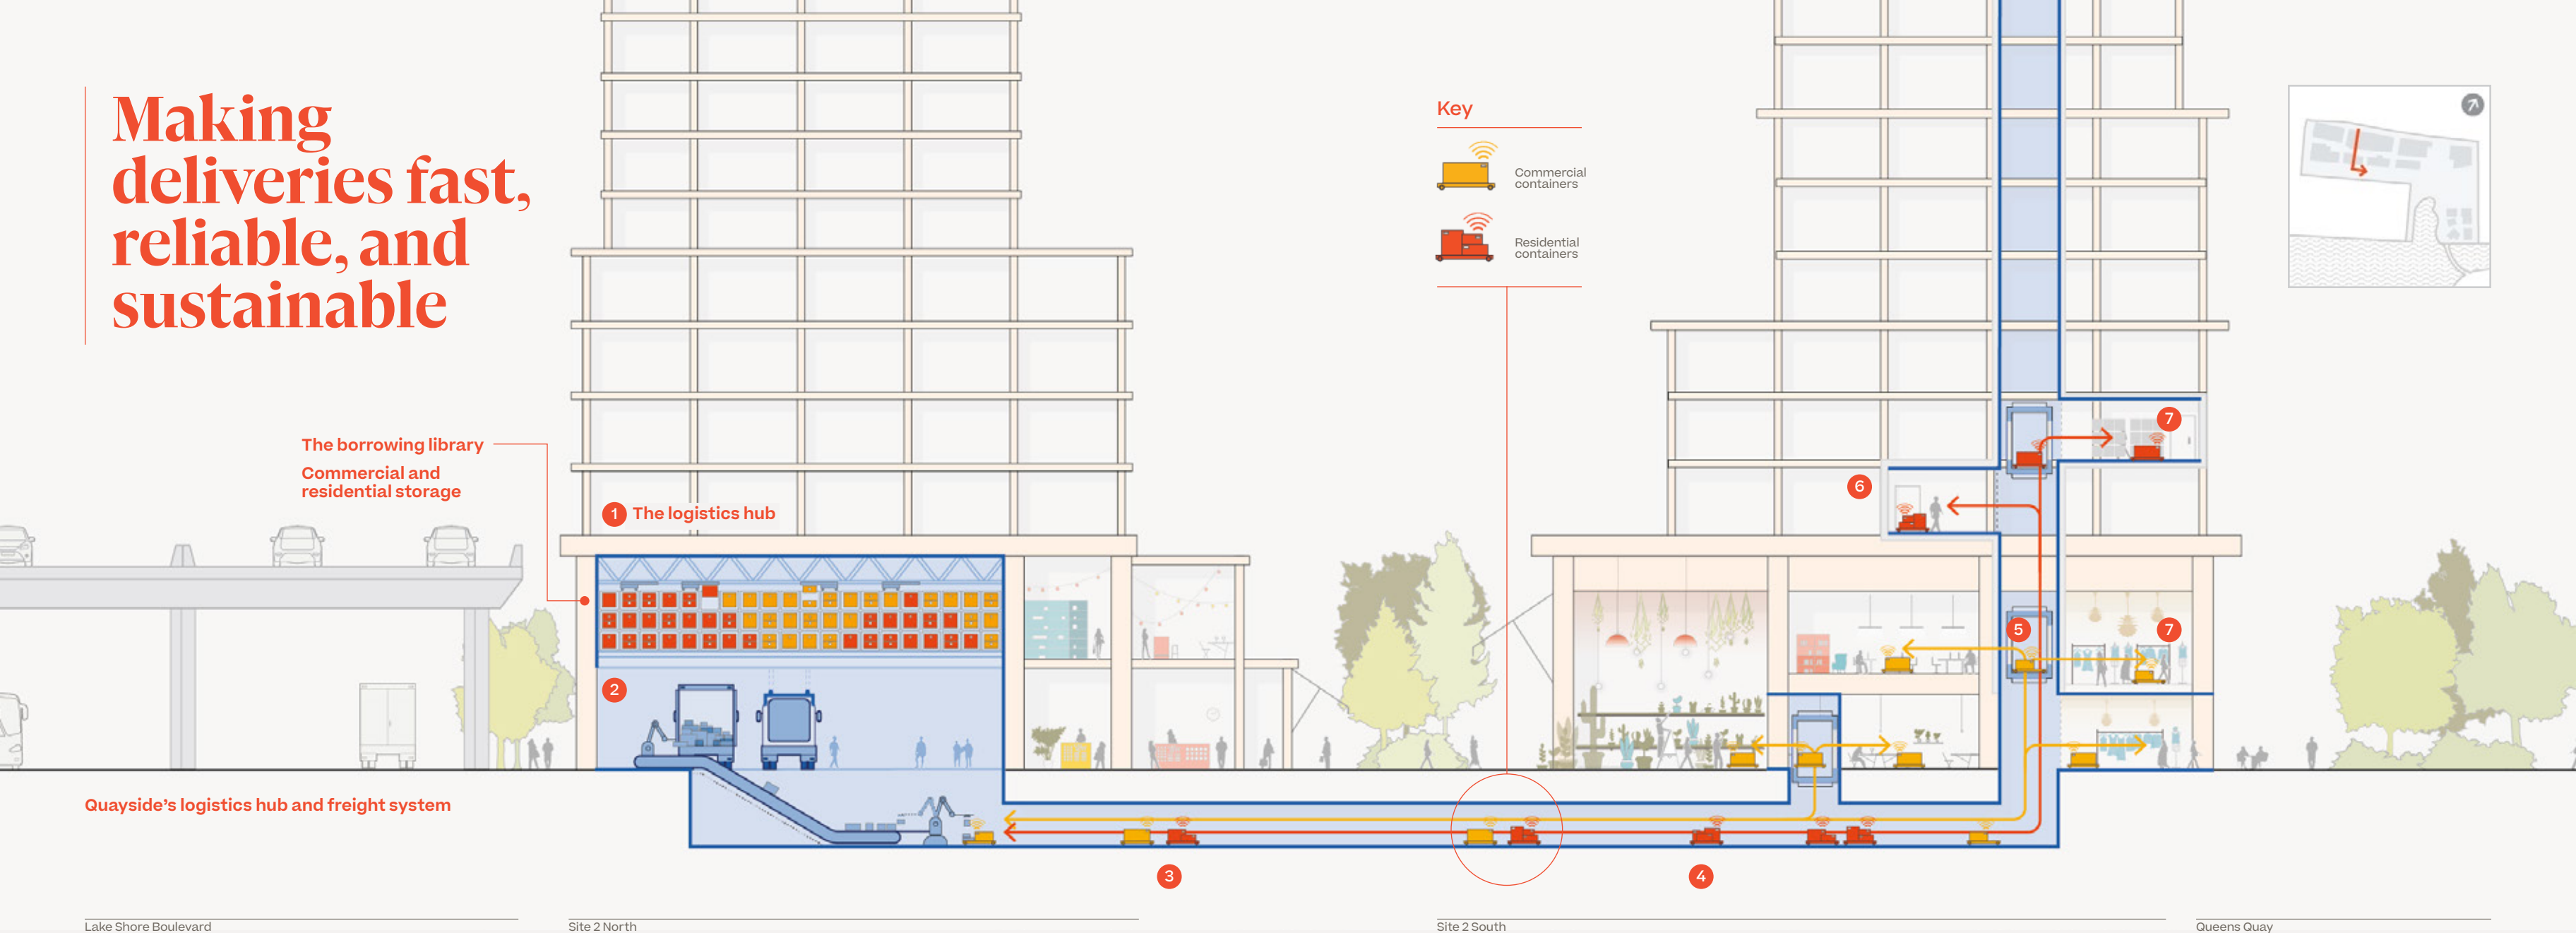 Making
deliveries fast,
reliable, and
sustainable
Key
Commercial
containers
Residential
containers
The borrowing library
Commercial and
residential storage
1 The logistics hub
2
3
4
5
6
7
7
Quayside's logistics hub and freight system
Lake Shore Boulevard
Site 2 North
Site 2 South
Queens Quay